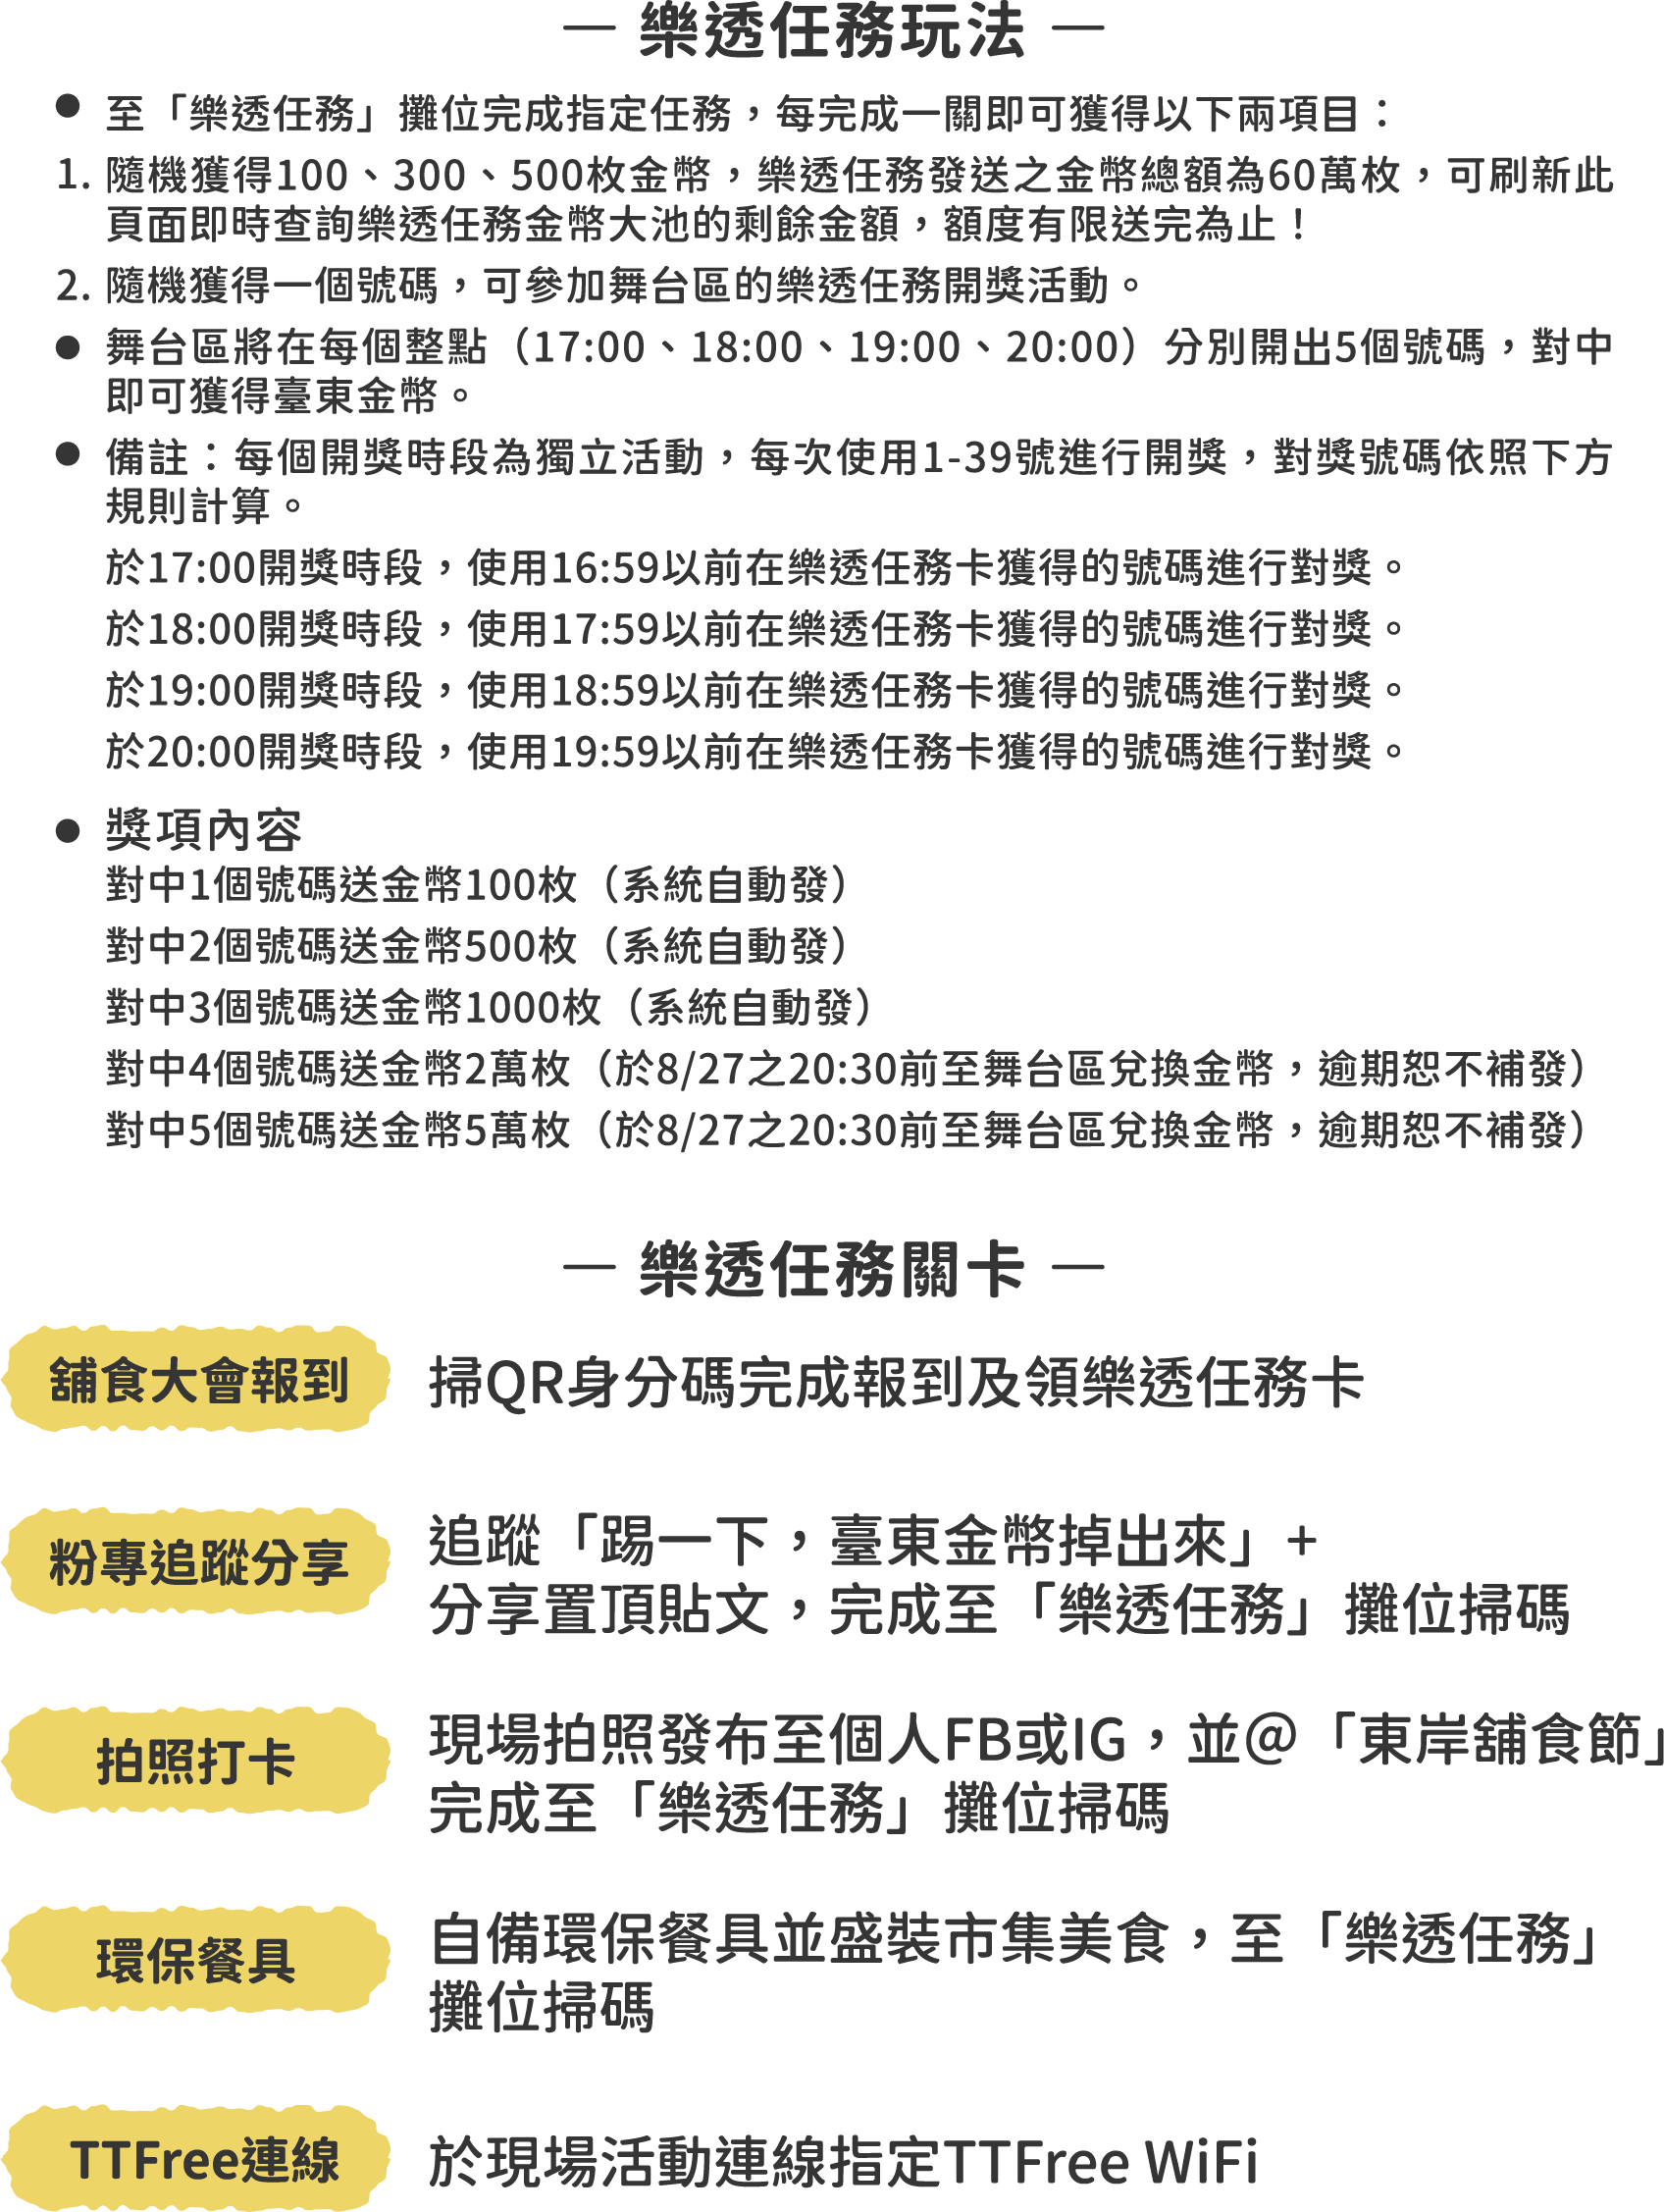 — 樂透任務玩法 —
● 至「樂透任務」攤位完成指定任務，每完成一關即可獲得以下兩項目：
1. 隨機獲得100、300、500枚金幣，樂透任務發送之金幣總額為60萬枚，可刷新此
頁面即時查詢樂透任務金幣大池的剩餘金額，額度有限送完為止！
2. 隨機獲得一個號碼，可參加舞台區的樂透任務開獎活動。
● 舞台區將在每個整點（17:00、18:00、19:00、20:00）分別開出5個號碼，對中
即可獲得臺東金幣。
● 備註：每個開獎時段為獨立活動，每次使用1-39號進行開獎，對獎號碼依照下方
規則計算。
於17:00開獎時段，使用16:59以前在樂透任務卡獲得的號碼進行對獎。
於18:00開獎時段，使用17:59以前在樂透任務卡獲得的號碼進行對獎。
於19:00開獎時段，使用18:59以前在樂透任務卡獲得的號碼進行對獎。
於20:00開獎時段，使用19:59以前在樂透任務卡獲得的號碼進行對獎。
● 獎項內容
對中1個號碼送金幣100枚（系統自動發）
對中2個號碼送金幣500枚（系統自動發）
對中3個號碼送金幣1000枚（系統自動發）
對中4個號碼送金幣2萬枚（於8/27之20:30前至舞台區兌換金幣，逾期恕不補發）
對中5個號碼送金幣5萬枚（於8/27之20:30前至舞台區兌換金幣，逾期恕不補發）
— 樂透任務關卡 —
舖食大會報到
掃QR身分碼完成報到及領樂透任務卡
粉專追蹤分享
追蹤「踢一下，臺東金幣掉出來」+
分享置頂貼文，完成至「樂透任務」攤位掃碼
拍照打卡
現場拍照發布至個人FB或IG，並@「東岸舖食節」
完成至「樂透任務」攤位掃碼
環保餐具
自備環保餐具並盛裝市集美食，至「樂透任務」
攤位掃碼
TTFree連線
於現場活動連線指定TTFree WiFi